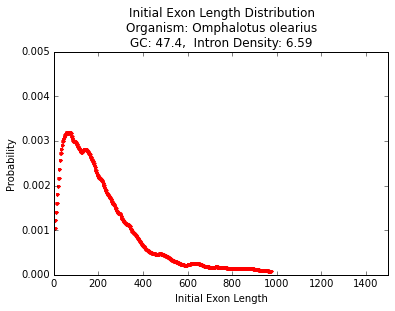 Initial Exon Length Distribution
Organism: Omphalotus olearius
GC: 47.4,  Intron Density: 6.59
0.005
0.004
0.003
0.002
0.001
0.000
Probability
0 200 400 600 800 1000 1200 1400
Initial Exon Length